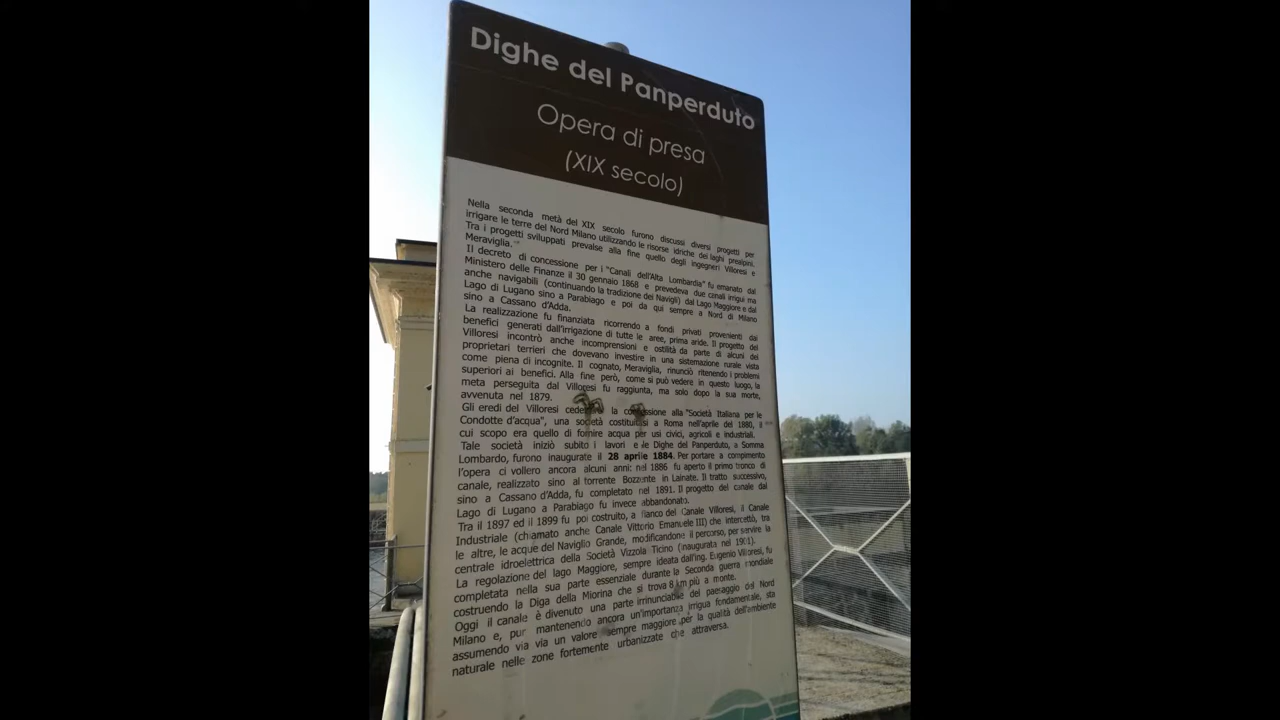 Dighe del Panperduto
Opera di presa
(XIX secolo)
Nella seconda metà del XIX secolo furono discussi diversi progetti per
irrigare le terre del Nord Milano utilizzando le risorse idriche dei laghi prealpini.
Tra i progetti sviluppati prevalse alla fine quello degli ingegneri Villoresi e
Meraviglia.
Il decreto di concessione per i "Canali dell'Alta Lombardia" fu emanato dal
Ministero delle Finanze il 30 gennaio 1868 e prevedeva due canali irrigui ma
anche navigabili (continuando la tradizione dei Navigli) dal Lago Maggiore e dal
Lago di Lugano sino a Parabiago e poi da qui sempre a Nord di Milano
sino a Cassano d'Adda.
La realizzazione fu finanziata ricorrendo a fondi privati provenienti dai
benefici generati dall'irrigazione di tutte le aree, prima aride. Il progetto del
Villoresi incontrò anche incomprensioni e ostilità da parte di alcuni dei
proprietari terrieri che dovevano investire in una sistemazione rurale vista
come piena di incognite. Il cognato, Meraviglia, rinunciò ritenendo i problemi
superiori ai benefici. Alla fine però, come si può vedere in questo luogo, la
meta perseguita dal Villoresi fu raggiunta, ma solo dopo la sua morte,
avvenuta nel 1879.
Gli eredi del Villoresi cedettero la concessione alla "Società Italiana per le
Condotte d'acqua", una società costituitasi a Roma nell'aprile del 1880, il
cui scopo era quello di fornire acqua per usi civici, agricoli e industriali.
Tale società iniziò subito i lavori e le Dighe del Panperduto, a Somma
Lombardo, furono inaugurate il 28 aprile 1884. Per portare a compimento
l'opera ci vollero ancora alcuni anni: nel 1886 fu aperto il primo tronco di
canale, realizzato sino al torrente Bozzente in Lainate. Il tratto successivo,
sino a Cassano d'Adda, fu completato nel 1891. Il progetto del canale dal
Lago di Lugano a Parabiago fu invece abbandonato.
Tra il 1897 ed il 1899 fu poi costruito, a fianco del Canale Villoresi, il Canale
Industriale (chiamato anche Canale Vittorio Emanuele III) che intercettò, tra
le altre, le acque del Naviglio Grande, modificandone il percorso, per servire la
centrale idroelettrica della Società Vizzola Ticino (inaugurata nel 1901).
La regolazione del lago Maggiore, sempre ideata dall'ing. Eugenio Villoresi, fu
completata nella sua parte essenziale durante la Seconda guerra mondiale
costruendo la Diga della Miorina che si trova 8 km più a monte.
Oggi il canale è divenuto una parte irrinunciabile del paesaggio del Nord
Milano e, pur mantenendo ancora un'importanza irrigua fondamentale, sta
assumendo via via un valore sempre maggiore per la qualità dell'ambiente
naturale nelle zone fortemente urbanizzate che attraversa.